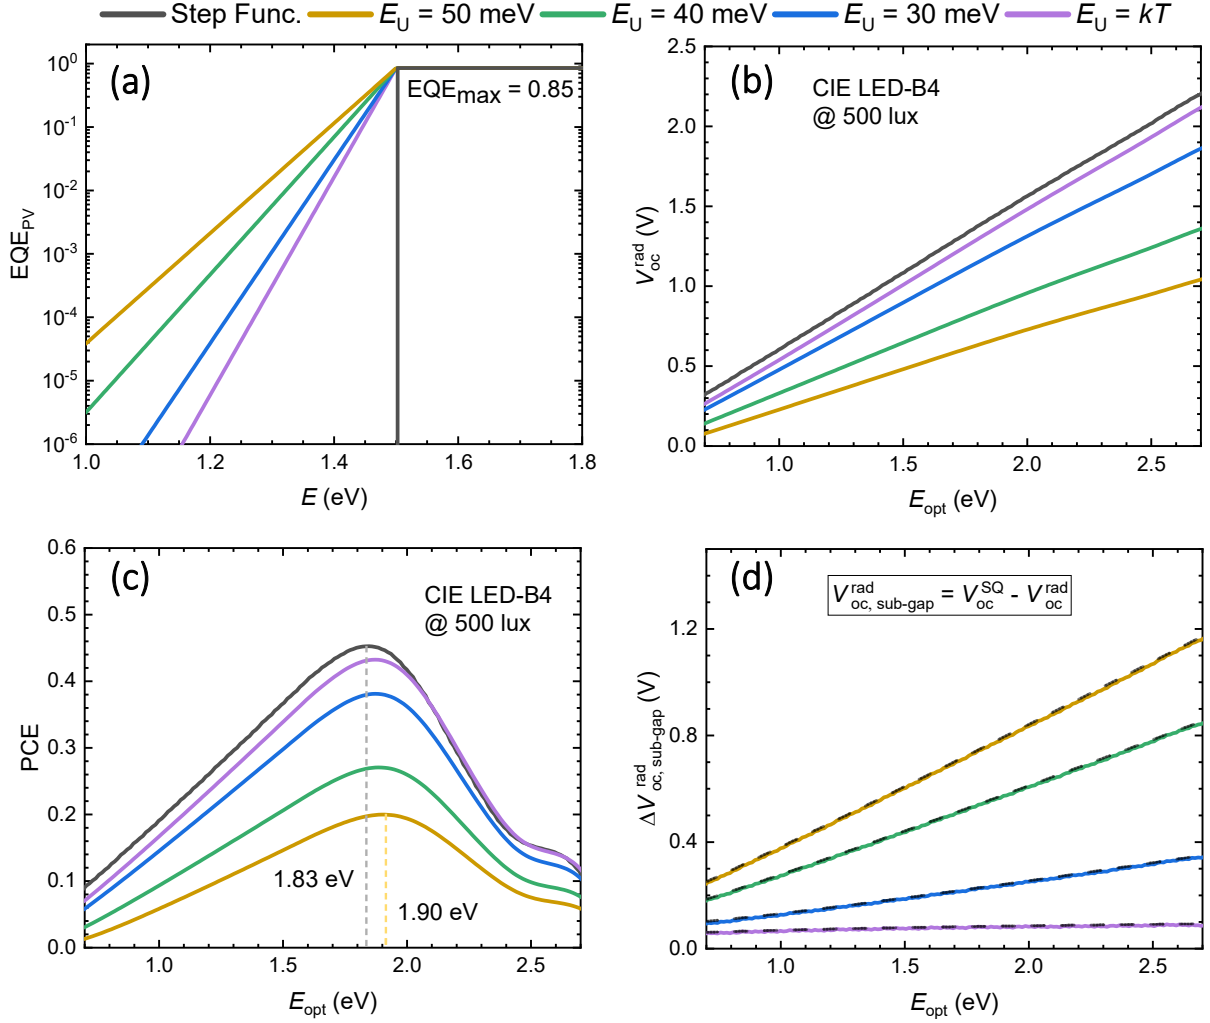 Step Func. E_U = 50 meV E_U = 40 meV E_U = 30 meV E_U = kT
(a)
EQE_max = 0.85
10^0
10^-1
10^-2
10^-3
10^-4
10^-5
10^-6
EQE_PV
1.0 1.2 1.4 1.6 1.8
E (eV)
(b)
CIE LED-B4
@ 500 lux
2.5
2.0
1.5
1.0
0.5
0.0
V_oc^rad (V)
1.0 1.5 2.0 2.5
E_opt (eV)
(c)
CIE LED-B4
@ 500 lux
0.6
0.5
0.4
0.3
0.2
0.1
0.0
PCE
1.83 eV
1.90 eV
1.0 1.5 2.0 2.5
E_opt (eV)
(d)
V_oc, sub-gap^rad = V_oc^SQ - V_oc^rad
1.2
0.8
0.4
0.0
ΔV_oc, sub-gap^rad (V)
1.0 1.5 2.0 2.5
E_opt (eV)